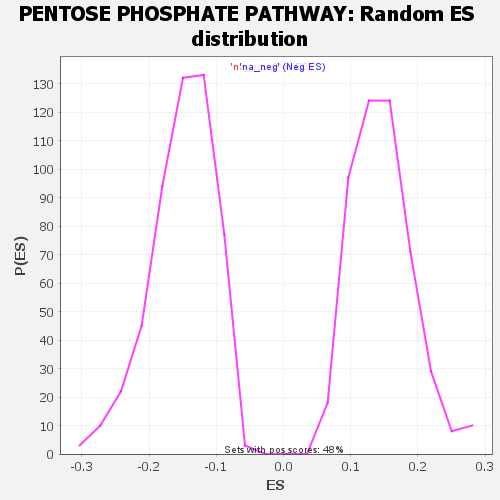 PENTOSE PHOSPHATE PATHWAY: Random ES
distribution
'na_neg' (Neg ES)
P(ES)
130
120
110
100
90
80
70
60
50
40
30
20
10
0
Sets with pos scores: 48%
-0.3 -0.2 -0.1 0.0 0.1 0.2 0.3
ES